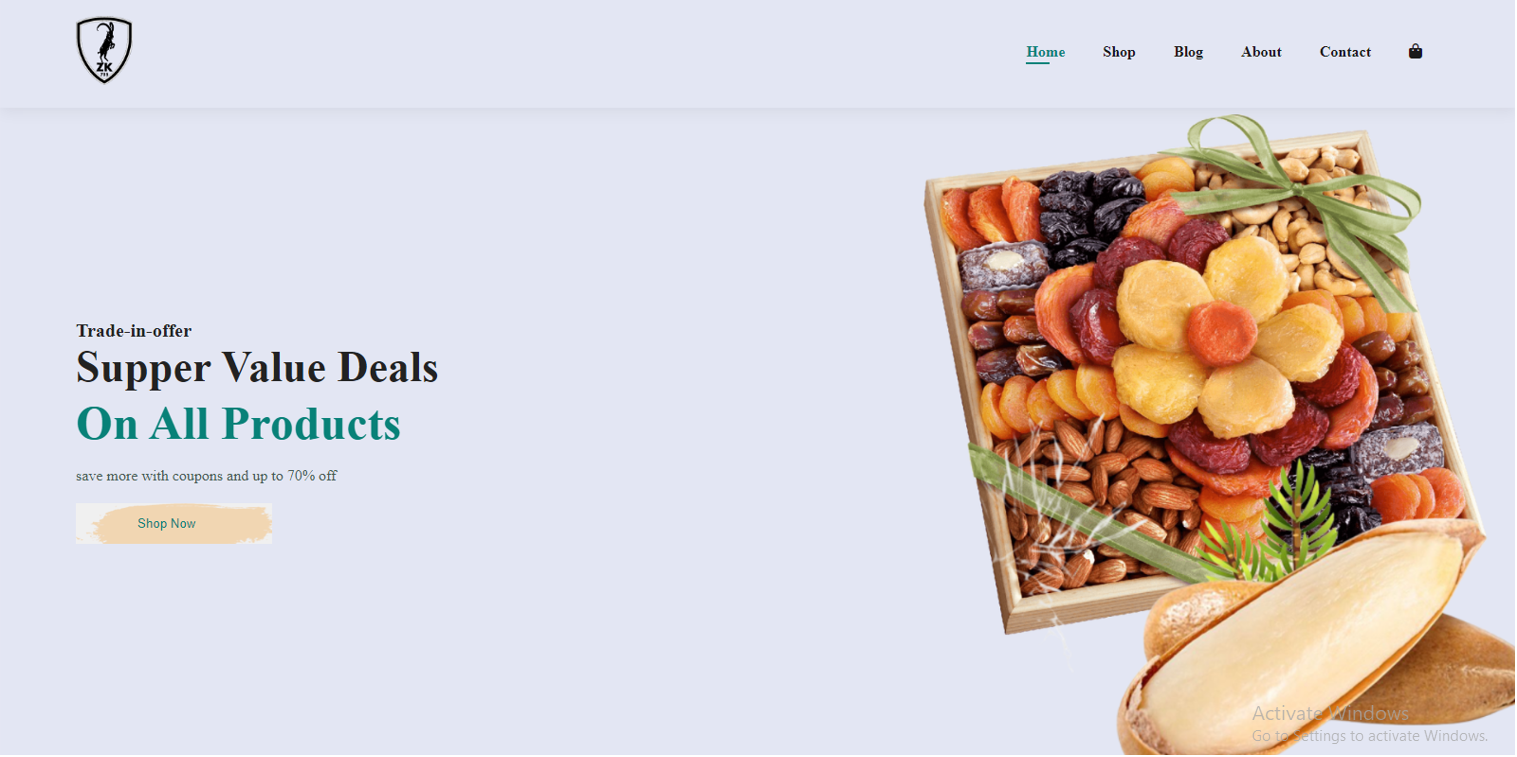 ZK
Home Shop Blog About Contact
Trade-in-offer
Supper Value Deals
On All Products
save more with coupons and up to 70% off
Shop Now
Activate Windows
Go to Settings to activate Windows.